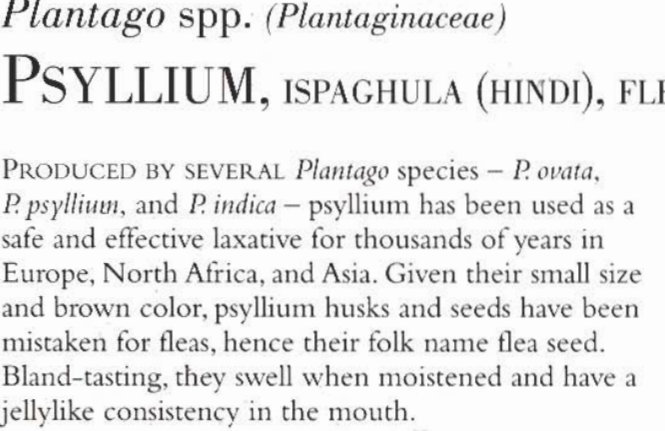 Plantago spp. (Plantaginaceae)
PSYLLIUM, ISPAGHULA (HINDI),
PRODUCED BY SEVERAL Plantago species – P. ovata,
P. psyllium, and P. indica – psyllium has been used as a
safe and effective laxative for thousands of years in
Europe, North Africa, and Asia. Given their small size
and brown color, psyllium husks and seeds have been
mistaken for fleas, hence their folk name flea seed.
Bland-tasting, they swell when moistened and have a
jellylike consistency in the mouth.